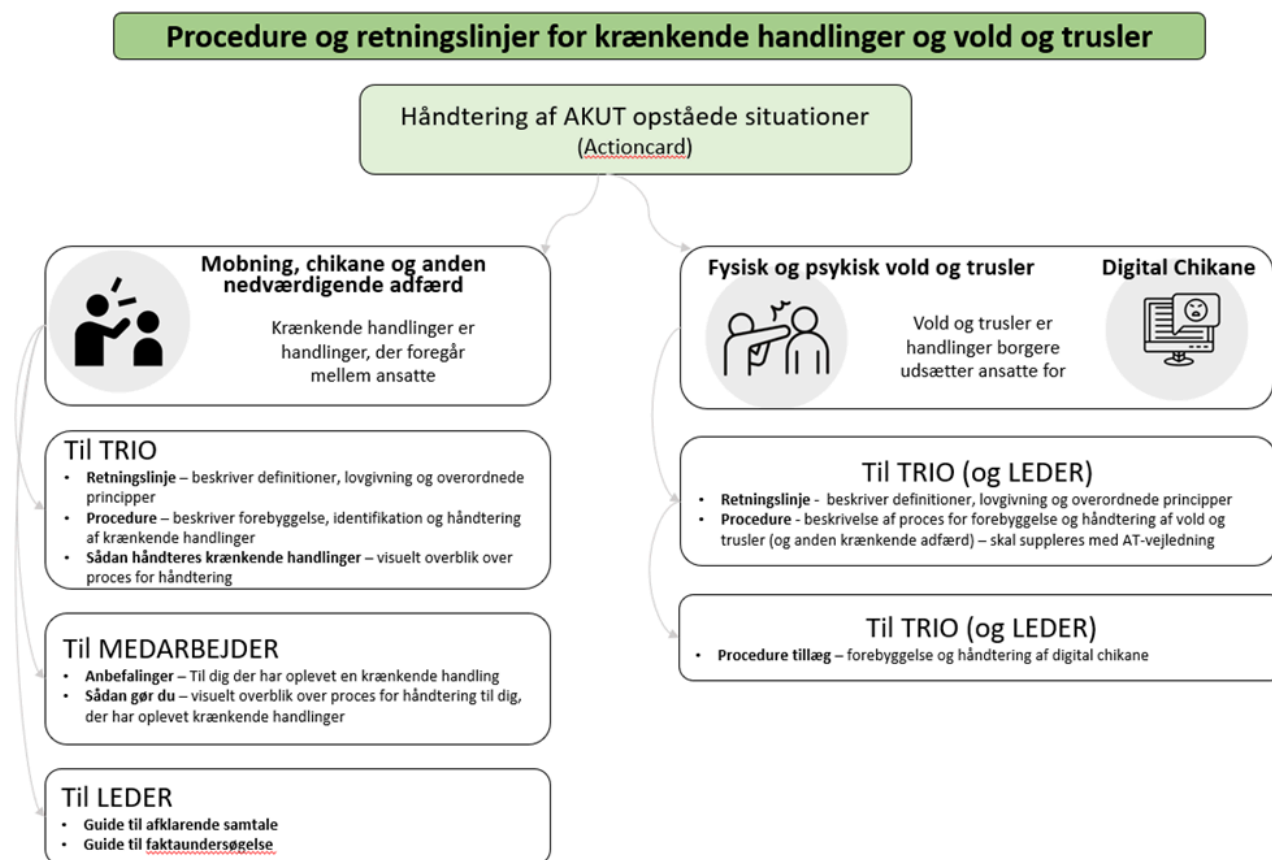 Procedure og retningslinjer for krænkende handlinger og vold og trusler
Håndtering af AKUT opståede situationer
(Actioncard)
Mobning, chikane og anden
nedværdigende adfærd
Krænkende handlinger er
handlinger, der foregår
mellem ansatte
Til TRIO
• Retningslinje – beskriver definitioner, lovgivning og overordnede
principper
• Procedure – beskriver forebyggelse, identifikation og håndtering
af krænkende handlinger
• Sådan håndteres krænkende handlinger – visuelt overblik over
proces for håndtering
Til MEDARBEJDER
• Anbefalinger – Til dig der har oplevet en krænkende handling
• Sådan gør du – visuelt overblik over proces for håndtering til dig,
der har oplevet krænkende handlinger
Til LEDER
• Guide til afklarende samtale
• Guide til faktaundersøgelse
Fysisk og psykisk vold og trusler
Digital Chikane
Vold og trusler er
handlinger borgere
udsætter ansatte for
Til TRIO (og LEDER)
• Retningslinje - beskriver definitioner, lovgivning og overordnede principper
• Procedure - beskrivelse af proces for forebyggelse og håndtering af vold og
trusler (og anden krænkende adfærd) – skal suppleres med AT-vejledning
Til TRIO (og LEDER)
• Procedure tillæg – forebyggelse og håndtering af digital chikane